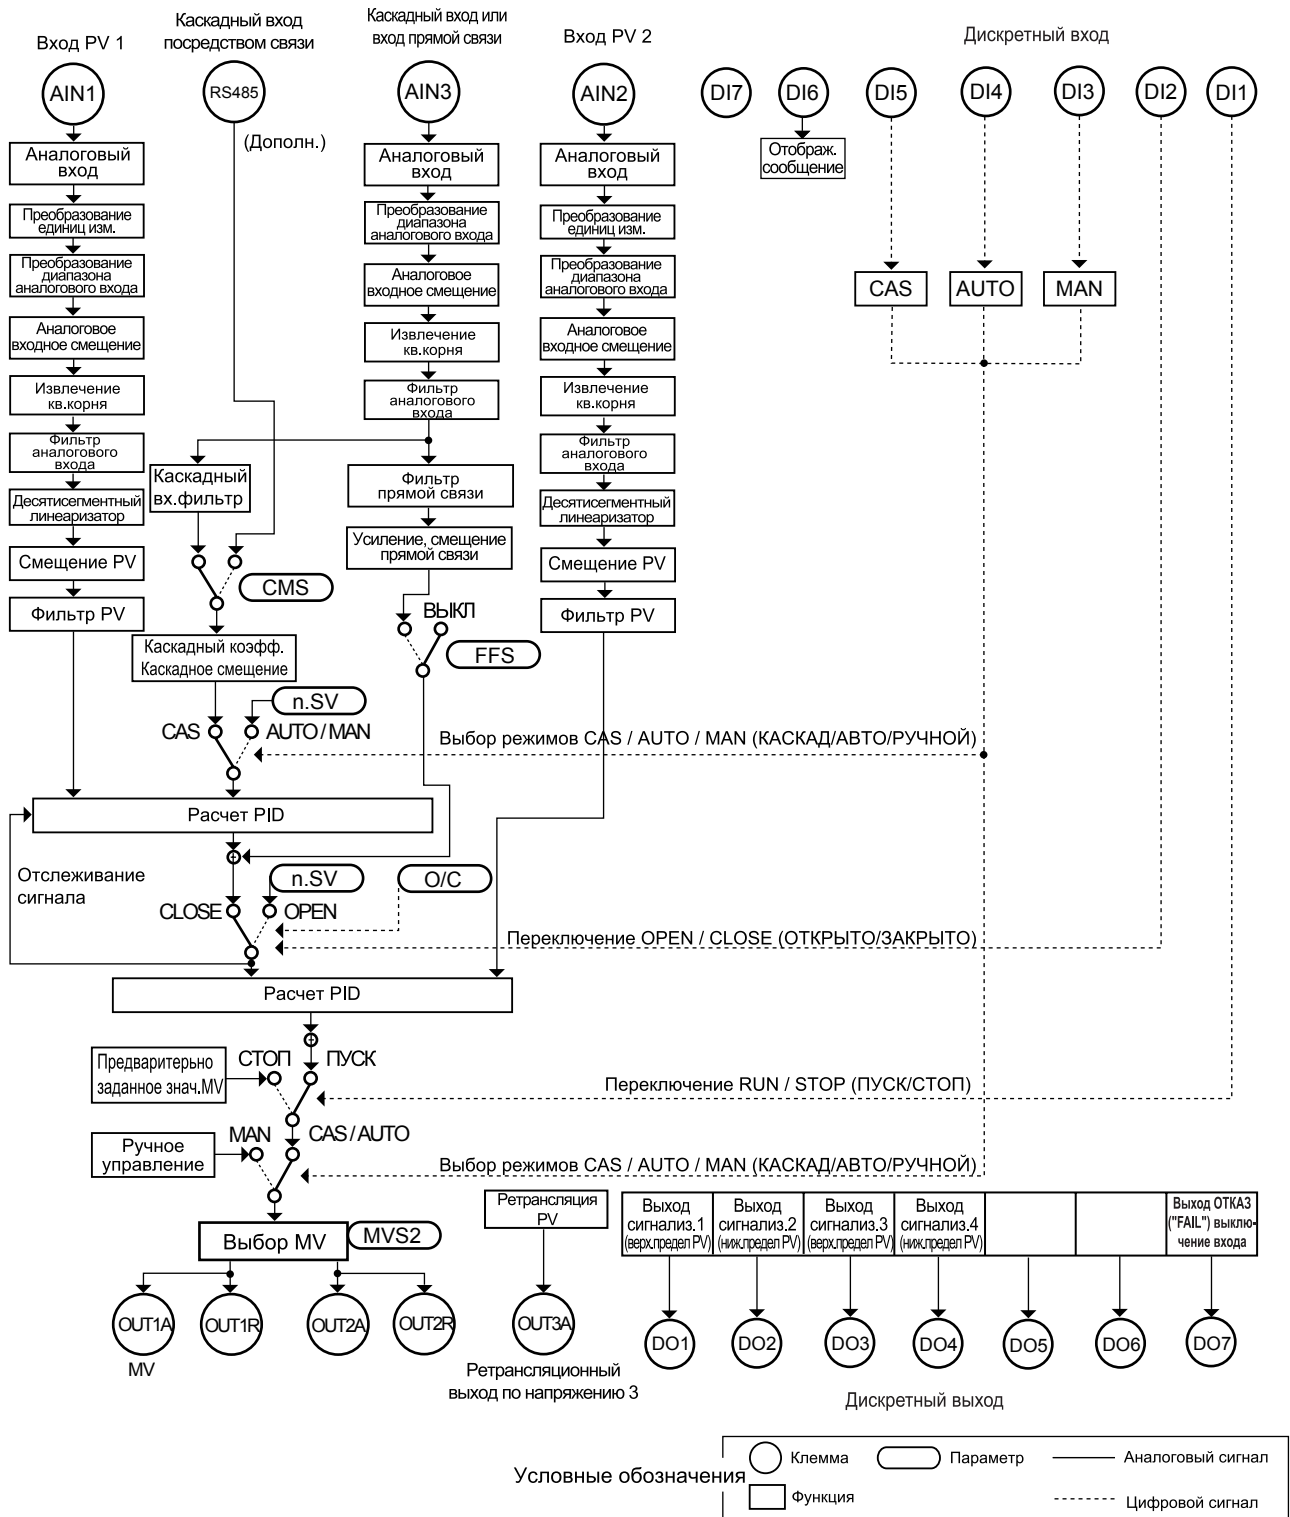 Вход PV 1
Каскадный вход
посредством связи
Каскадный вход или
вход прямой связи
Вход PV 2
Дискретный вход
AIN1
RS485
AIN3
AIN2
DI7
DI6
DI5
DI4
DI3
DI2
DI1
(Дополн.)
Отображ.
сообщение
Аналоговый
вход
Аналоговый
вход
Аналоговый
вход
Преобразование
единиц изм.
Преобразование
диапазона
аналогового входа
Преобразование
единиц изм.
Преобразование
диапазона
аналогового входа
Аналоговое
входное смещение
Преобразование
диапазона
аналогового входа
CAS
AUTO
MAN
Аналоговое
входное смещение
Извлечение
кв.корня
Аналоговое
входное смещение
Извлечение
кв.корня
Фильтр
аналогового
входа
Извлечение
кв.корня
Фильтр
аналогового
входа
Каскадный
вх.фильтр
Фильтр
прямой связи
Фильтр
аналогового
входа
Десятисегментный
линеаризатор
Усиление, смещение
прямой связи
Десятисегментный
линеаризатор
Смещение PV
CMS
Смещение PV
Фильтр PV
ВЫКЛ
Фильтр PV
Каскадный коэфф.
Каскадное смещение
FFS
n.SV
CAS
AUTO / MAN
Выбор режимов CAS / AUTO / MAN (КАСКАД/АВТО/РУЧНОЙ)
Расчет PID
Отслеживание
сигнала
n.SV
O/C
CLOSE
OPEN
Переключение OPEN / CLOSE (ОТКРЫТО/ЗАКРЫТО)
Расчет PID
Предваритерьно
заданное знач.MV
СТОП
ПУСК
Переключение RUN / STOP (ПУСК/СТОП)
Ручное
управление
MAN
CAS / AUTO
Выбор режимов CAS / AUTO / MAN (КАСКАД/АВТО/РУЧНОЙ)
Выбор MV
MVS2
Ретрансляция
PV
Выход
сигнализ.1
(верх.предел PV)
Выход
сигнализ.2
(ниж.предел PV)
Выход
сигнализ.3
(верх.предел PV)
Выход
сигнализ.4
(ниж.предел PV)
Выход ОТКАЗ
("FAIL") выклю-
чение входа
OUT1A
OUT1R
OUT2A
OUT2R
OUT3A
DO1
DO2
DO3
DO4
DO5
DO6
DO7
MV
Ретрансляционный
выход по напряжению 3
Дискретный выход
Условные обозначения
Клемма
Параметр
Аналоговый сигнал
Функция
Цифровой сигнал